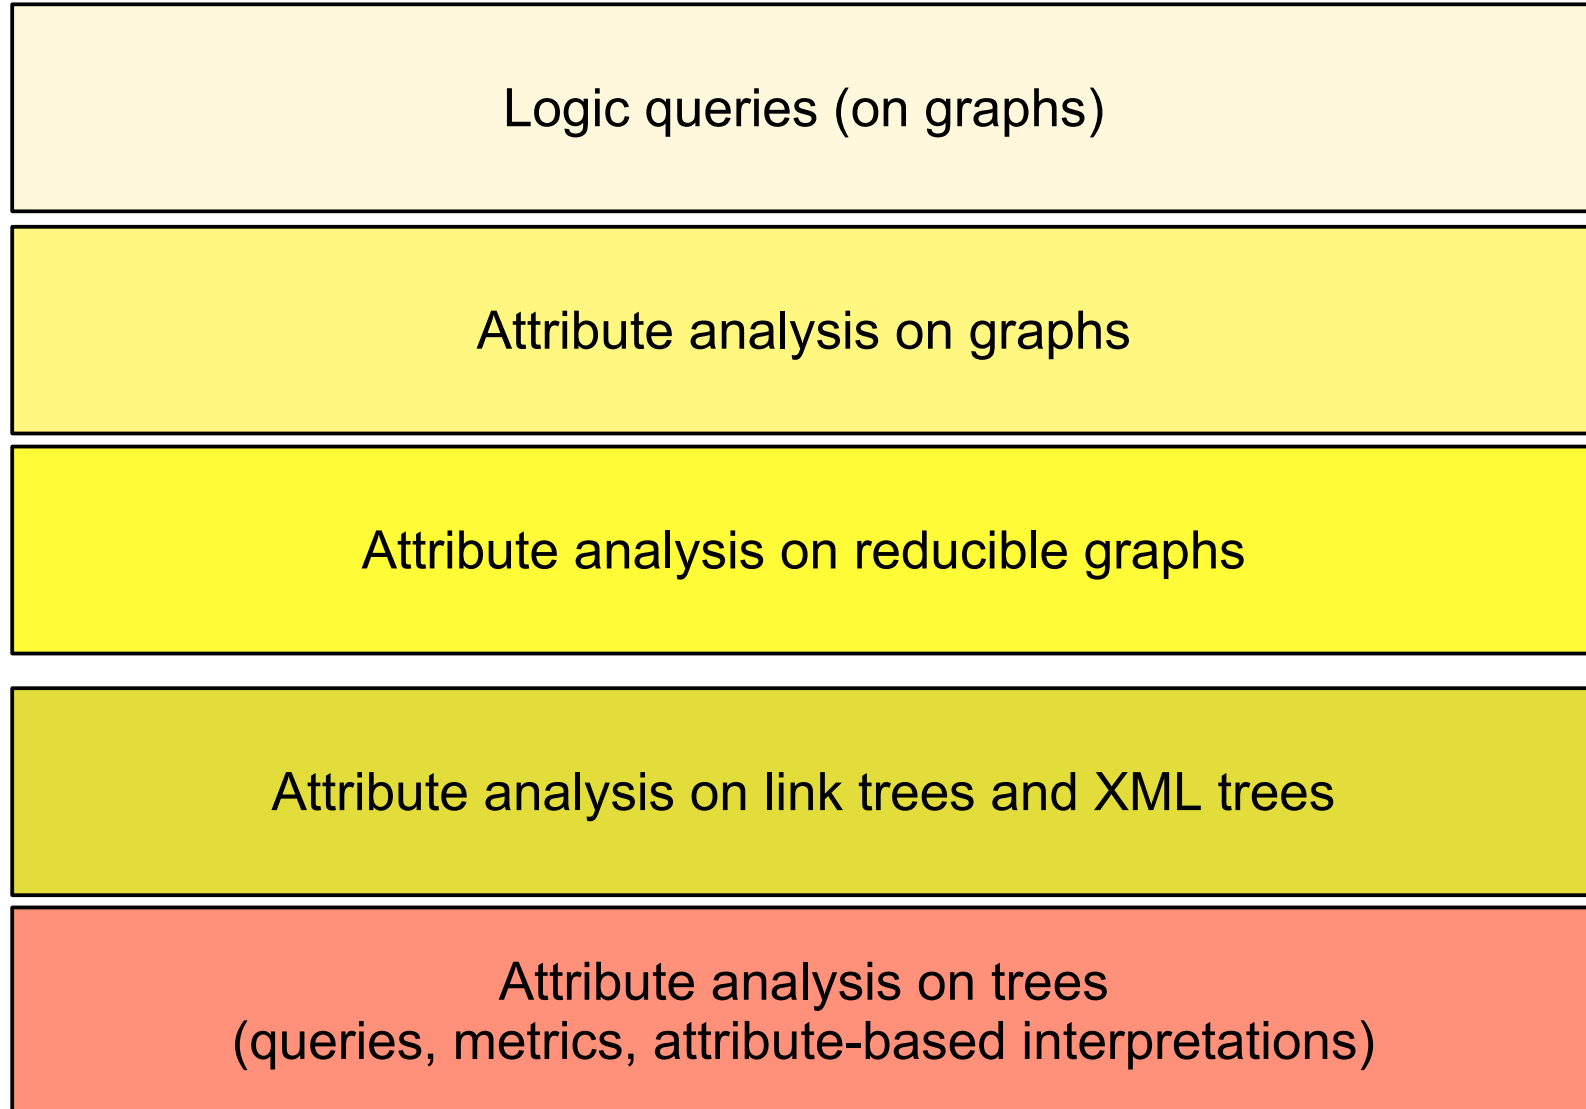 Logic queries (on graphs)
Attribute analysis on graphs
Attribute analysis on reducible graphs
Attribute analysis on link trees and XML trees
Attribute analysis on trees
(queries, metrics, attribute-based interpretations)